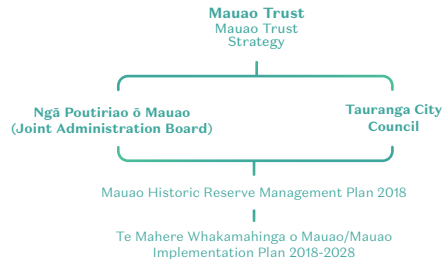 Mauao Trust
Mauao Trust
Strategy
Ngā Poutiriao ō Mauao
(Joint Administration Board)
Tauranga City
Council
Mauao Historic Reserve Management Plan 2018
Te Mahere Whakamahinga o Mauao/Mauao
Implementation Plan 2018-2028